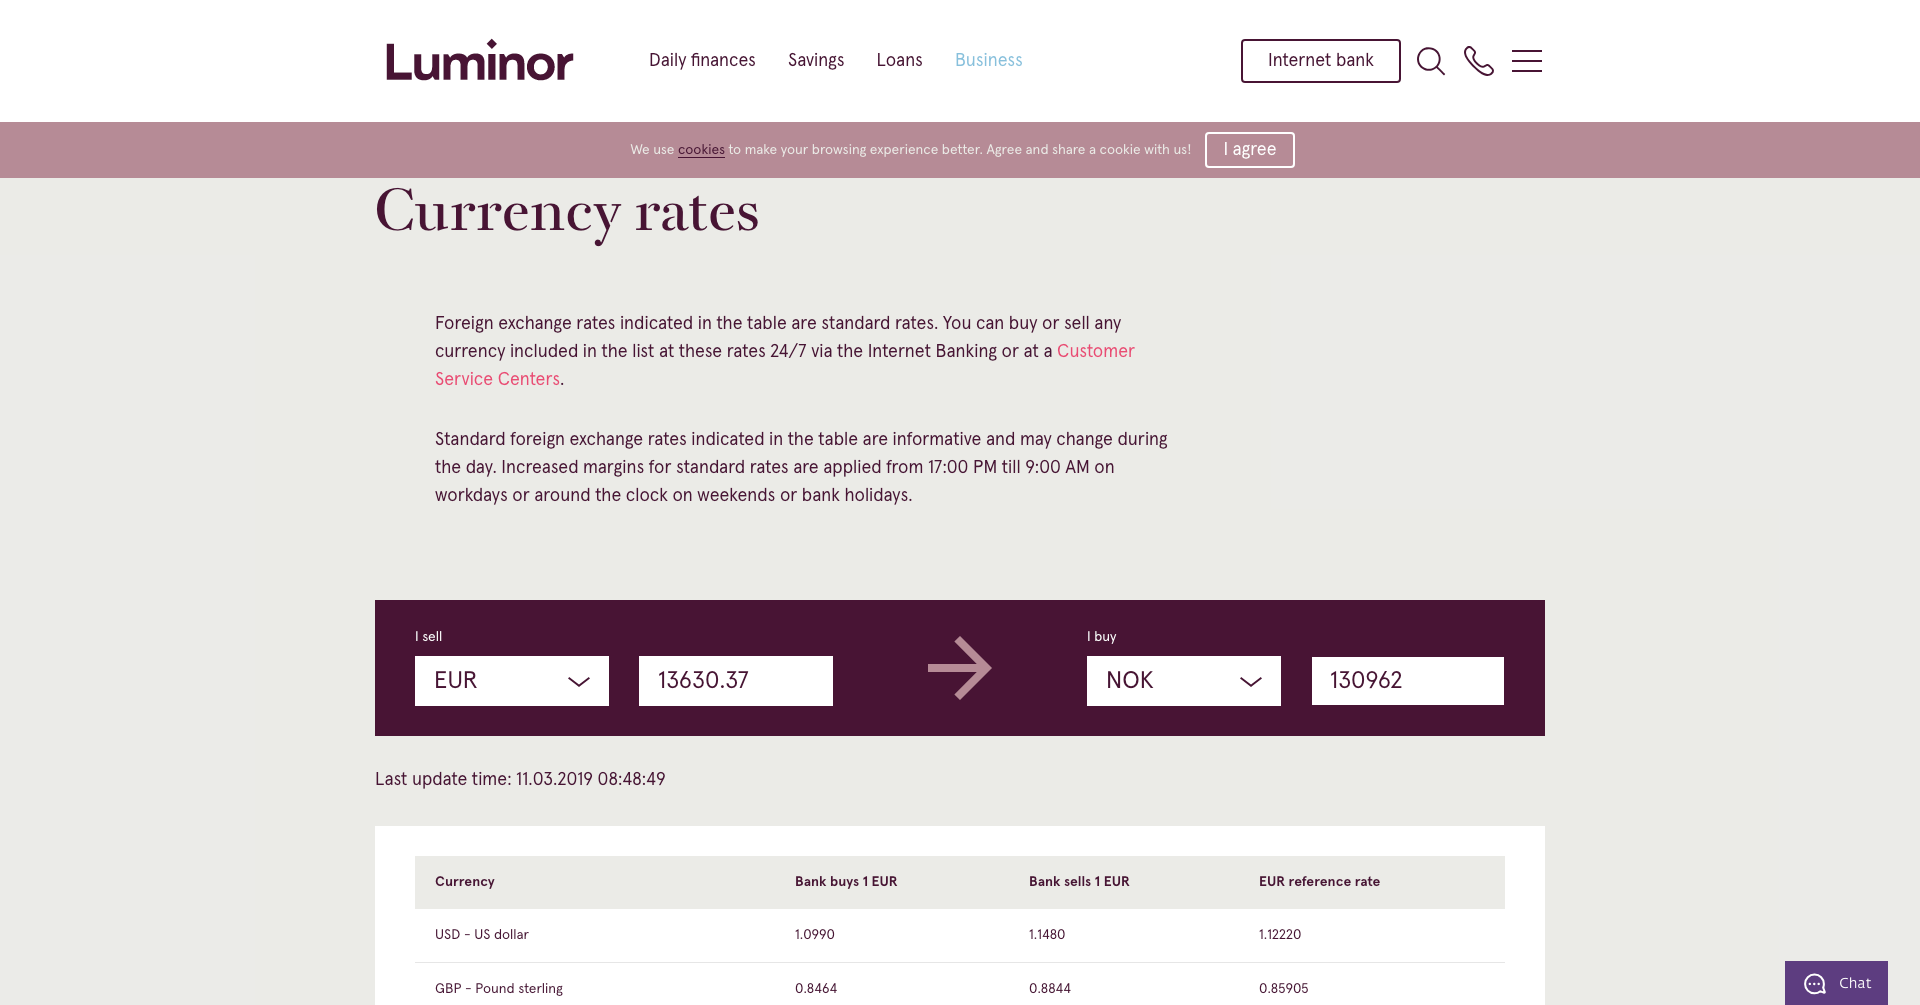 Luminor
Daily finances Savings Loans Business
Internet bank
We use cookies to make your browsing experience better. Agree and share a cookie with us! I agree
Currency rates
Foreign exchange rates indicated in the table are standard rates. You can buy or sell any
currency included in the list at these rates 24/7 via the Internet Banking or at a Customer
Service Centers.
Standard foreign exchange rates indicated in the table are informative and may change during
the day. Increased margins for standard rates are applied from 17:00 PM till 9:00 AM on
workdays or around the clock on weekends or bank holidays.
I sell I buy
EUR 13630.37 NOK 130962
Last update time: 11.03.2019 08:48:49
Currency Bank buys 1 EUR Bank sells 1 EUR EUR reference rate
USD - US dollar 1.0990 1.1480 1.12220
GBP - Pound sterling 0.8464 0.8844 0.85905
Chat